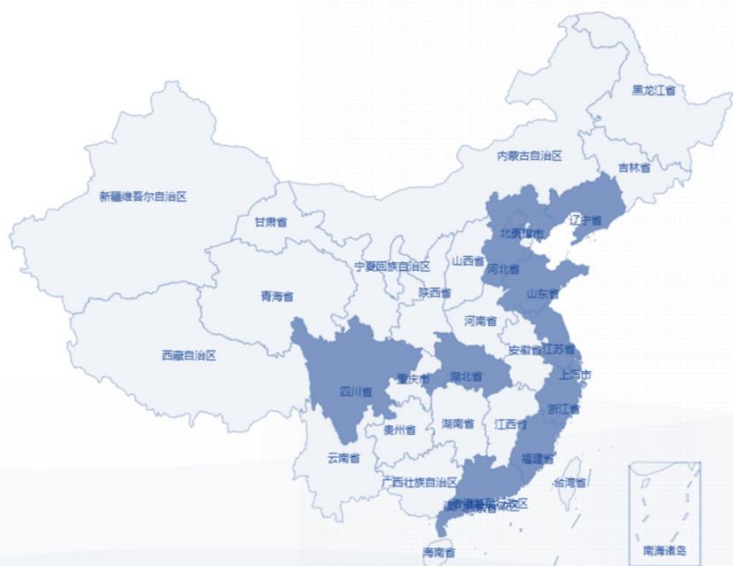 黑龙江省
内蒙古自治区
吉林省
新疆维吾尔自治区
辽宁省
甘肃省
北京市
山西省
宁夏回族自治区
河北省
陕西省
青海省
山东省
河南省
安徽省
江苏省
西藏自治区
上海市
重庆市
湖北省
四川省
浙江省
湖南省
江西省
贵州省
云南省
福建省
广西壮族自治区
台湾省
海南省
南海诸岛